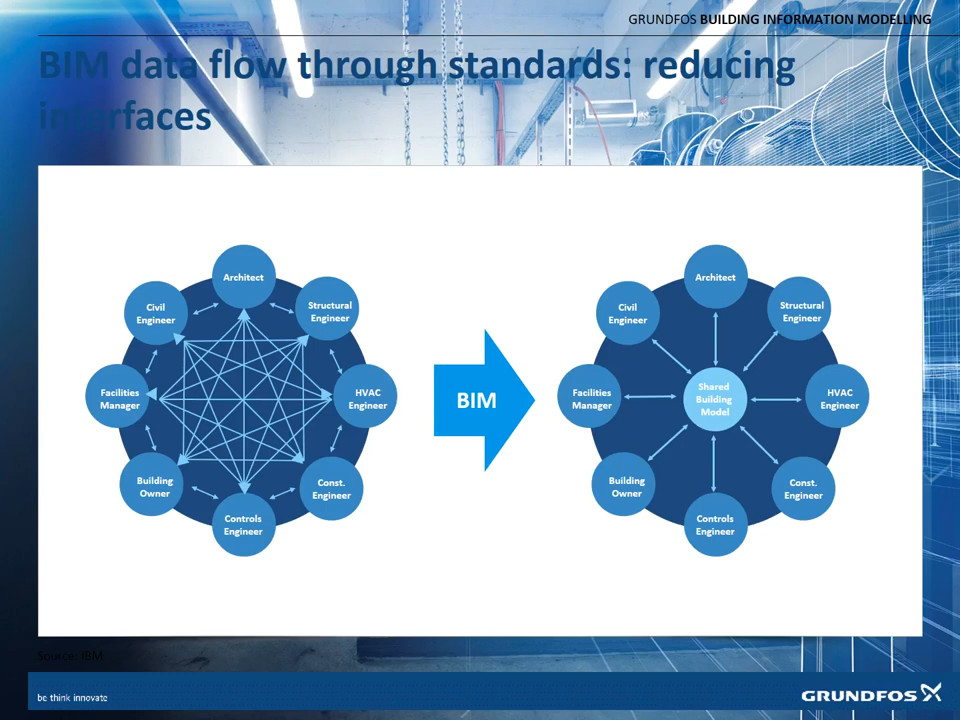 GRUNDFOS BUILDING INFORMATION MODELLING
BIM data flow through standards: reducing
interfaces
Architect
Civil
Engineer
Structural
Engineer
Facilities
Manager
HVAC
Engineer
Building
Owner
Const.
Engineer
Controls
Engineer
BIM
Architect
Civil
Engineer
Structural
Engineer
Facilities
Manager
Shared
Building
Model
HVAC
Engineer
Building
Owner
Const.
Engineer
Controls
Engineer
Source: IBM
be think innovate
GRUNDFOS